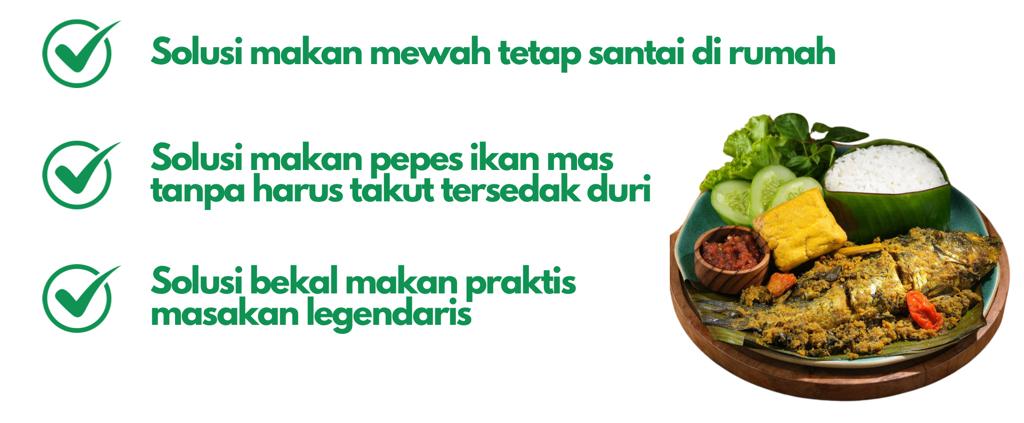 Solusi makan mewah tetap santai di rumah
Solusi makan pepes ikan mas
tanpa harus takut tersedak duri
Solusi bekal makan praktis
masakan legendaris